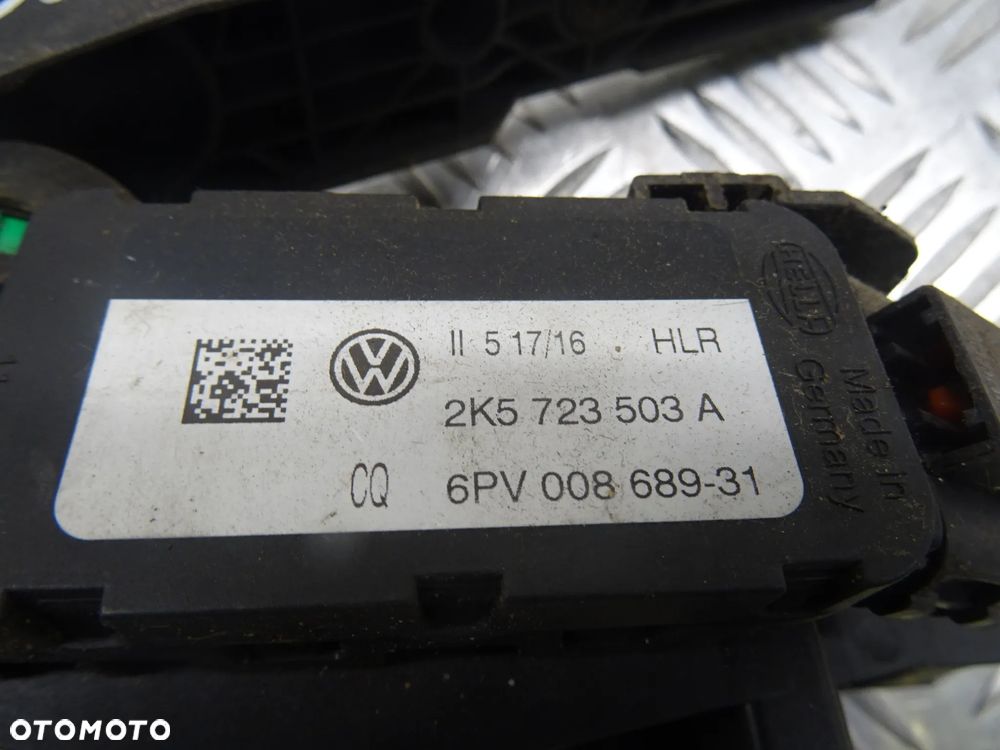 II 5 17/16 . HLR
2K5 723 503 A
CQ 6PV 008 689-31
HELLA
Made in
Germany
OTOMOTO